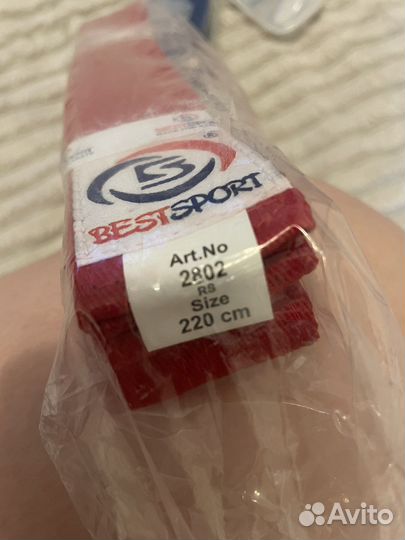 BESTSPORT
Art.No
2802
RS
Size
220 cm
Avito